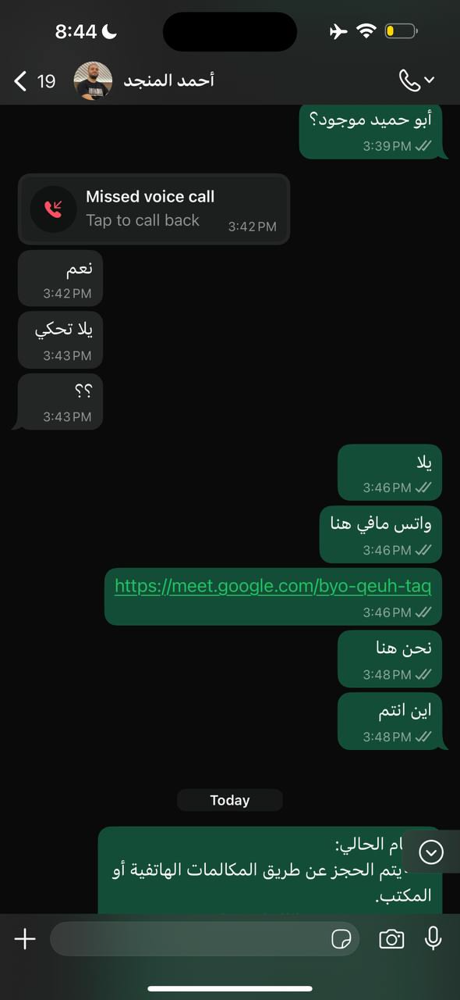 8:44
19
أحمد المنجد
أبو حميد موجود؟
3:39 PM
Missed voice call
Tap to call back
3:42 PM
نعم
3:42 PM
يلا تحكي
3:43 PM
؟؟
3:43 PM
يلا
3:46 PM
واتس مافي هنا
3:46 PM
https://meet.google.com/byo-qeuh-taq
3:46 PM
نحن هنا
3:48 PM
اين انتم
3:48 PM
Today
الحالي:
يتم الحجز عن طريق المكالمات الهاتفية أو
المكتب.